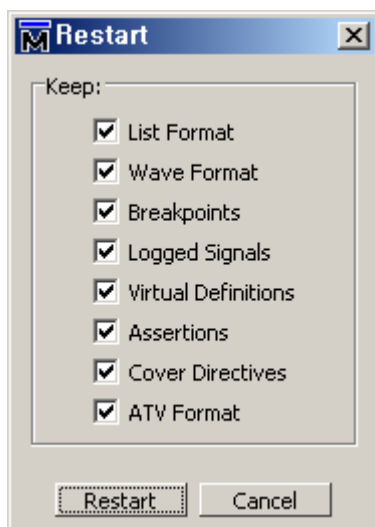 M Restart
Keep:
List Format
Wave Format
Breakpoints
Logged Signals
Virtual Definitions
Assertions
Cover Directives
ATV Format
Restart Cancel